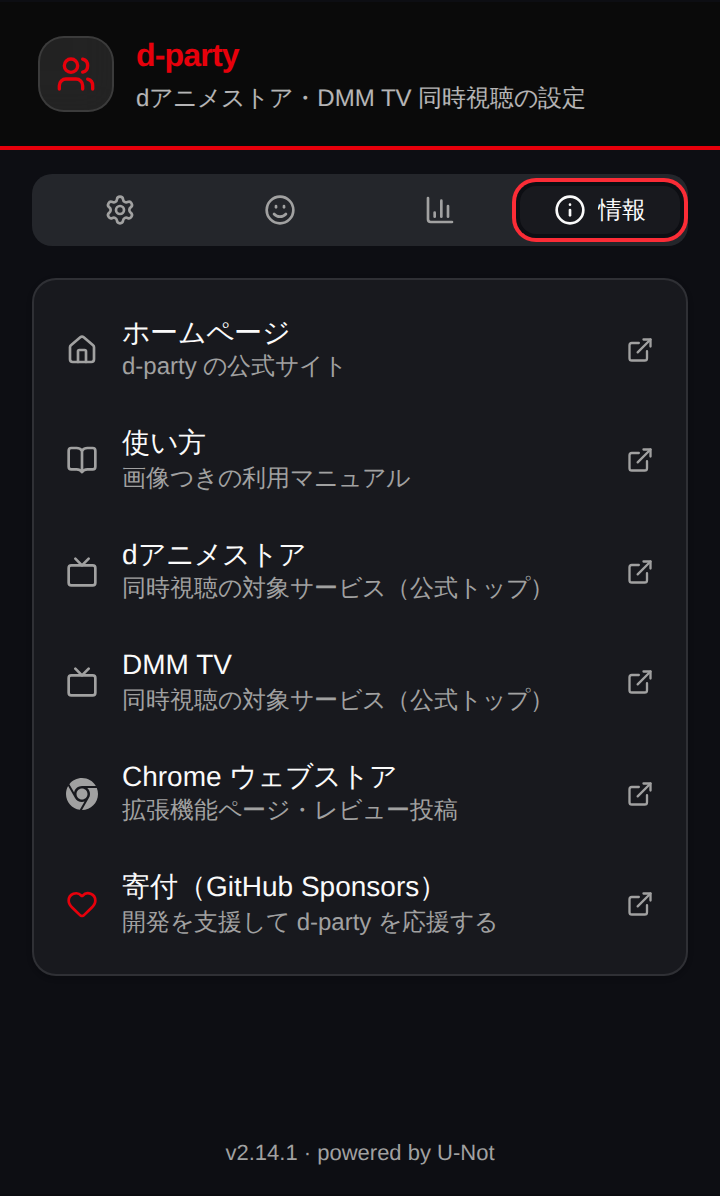 d-party
dアニメストア・DMM TV 同時視聴の設定
情報
ホームページ
d-party の公式サイト
使い方
画像つきの利用マニュアル
dアニメストア
同時視聴の対象サービス（公式トップ）
DMM TV
同時視聴の対象サービス（公式トップ）
Chrome ウェブストア
拡張機能ページ・レビュー投稿
寄付（GitHub Sponsors）
開発を支援して d-party を応援する
v2.14.1 · powered by U-Not